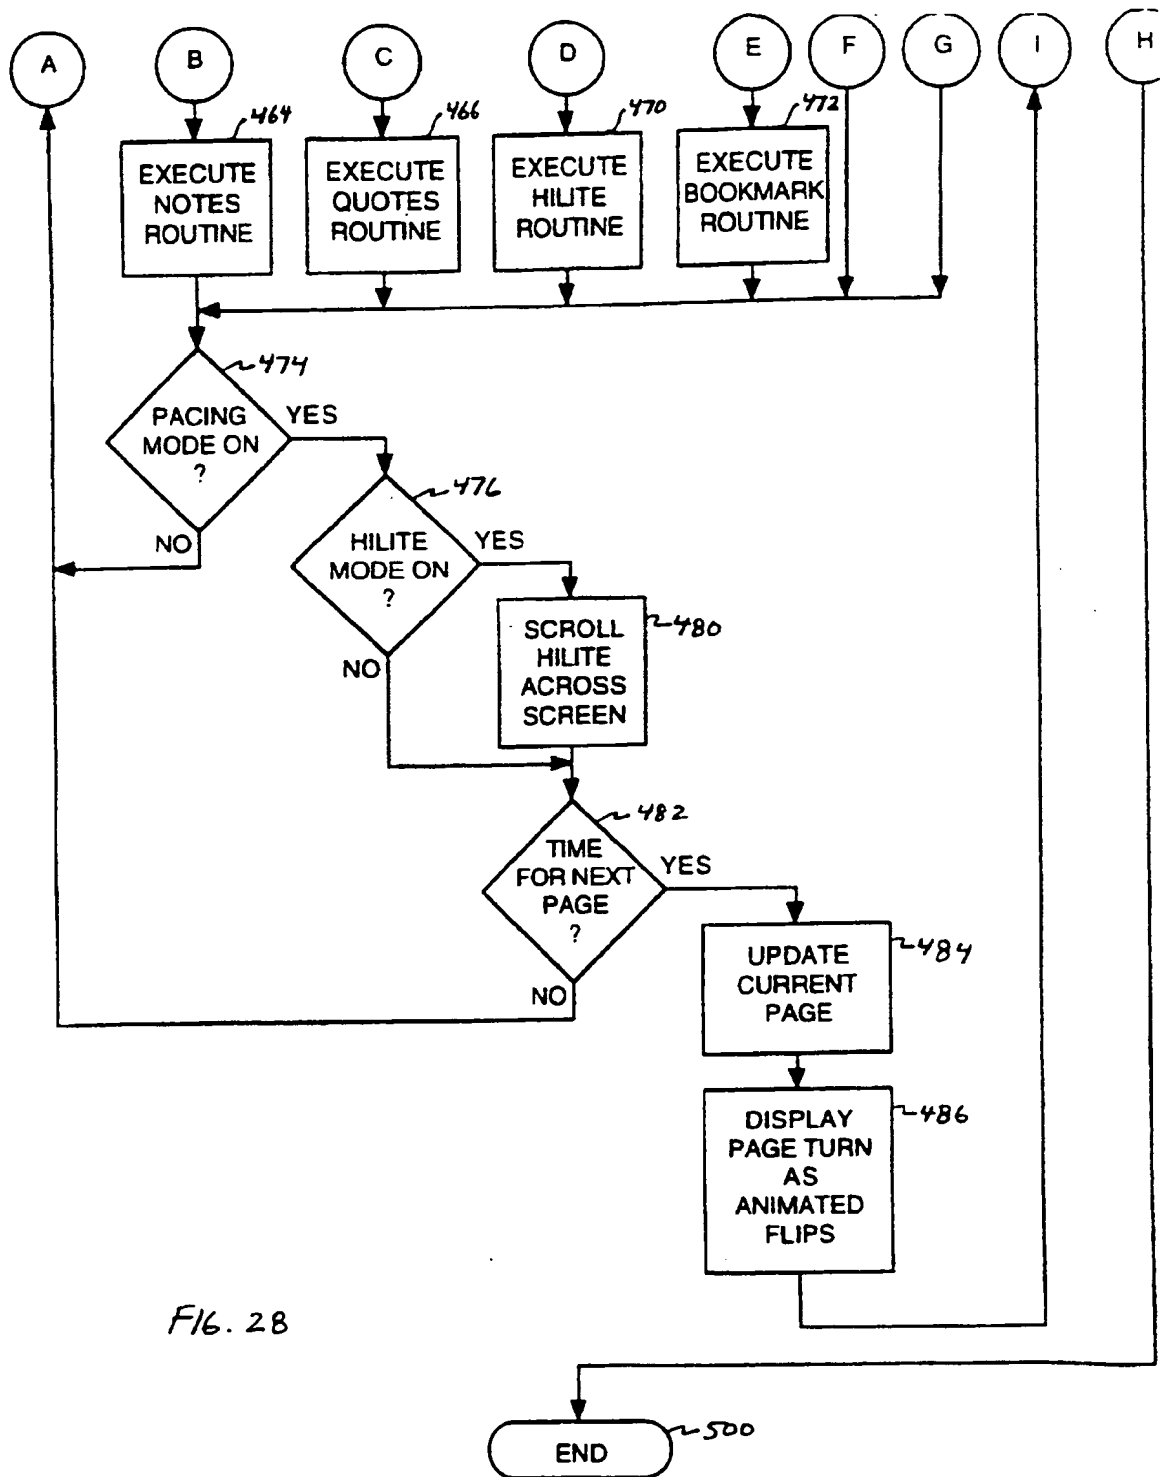 A B C D E F G I H
464 466 470 472
EXECUTE
NOTES
ROUTINE
EXECUTE
QUOTES
ROUTINE
EXECUTE
HILITE
ROUTINE
EXECUTE
BOOKMARK
ROUTINE
474
PACING
MODE ON
?
YES
NO
476
HILITE
MODE ON
?
YES
NO
480
SCROLL
HILITE
ACROSS
SCREEN
482
TIME
FOR NEXT
PAGE
?
YES
NO
484
UPDATE
CURRENT
PAGE
486
DISPLAY
PAGE TURN
AS
ANIMATED
FLIPS
FIG. 28
500
END